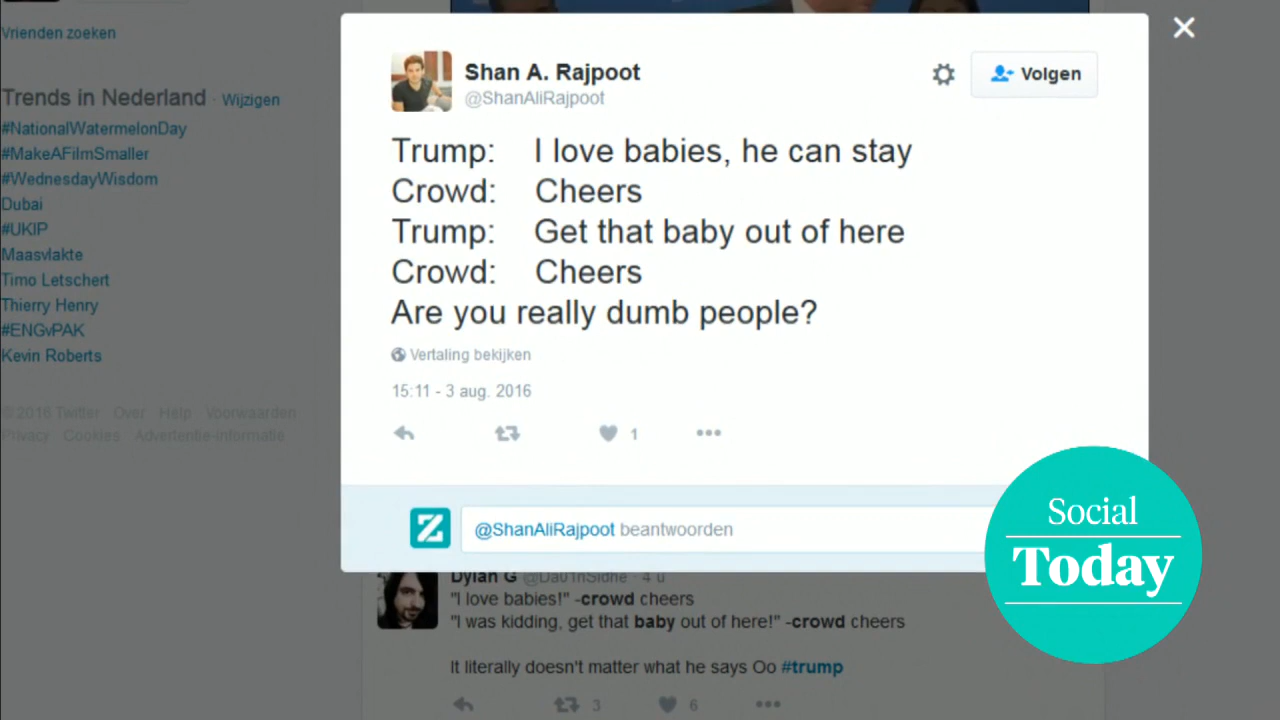 Vrienden zoeken
Trends in Nederland · Wijzigen
#NationalWatermelonDay
#MakeAFilmSmaller
#WednesdayWisdom
Dubai
#UKIP
Maasvlakte
Timo Letschert
Thierry Henry
#ENGvPAK
Kevin Roberts
© 2016 Twitter Over Help Voorwaarden
Privacy Cookies Advertentie-informatie
Shan A. Rajpoot
@ShanAliRajpoot
Volgen
Trump: I love babies, he can stay
Crowd: Cheers
Trump: Get that baby out of here
Crowd: Cheers
Are you really dumb people?
Vertaling bekijken
15:11 - 3 aug. 2016
1
@ShanAliRajpoot beantwoorden
Dylan G · 4 u
"I love babies!" -crowd cheers
"I was kidding, get that baby out of here!" -crowd cheers
It literally doesn't matter what he says Oo #trump
3 6
Social
Today